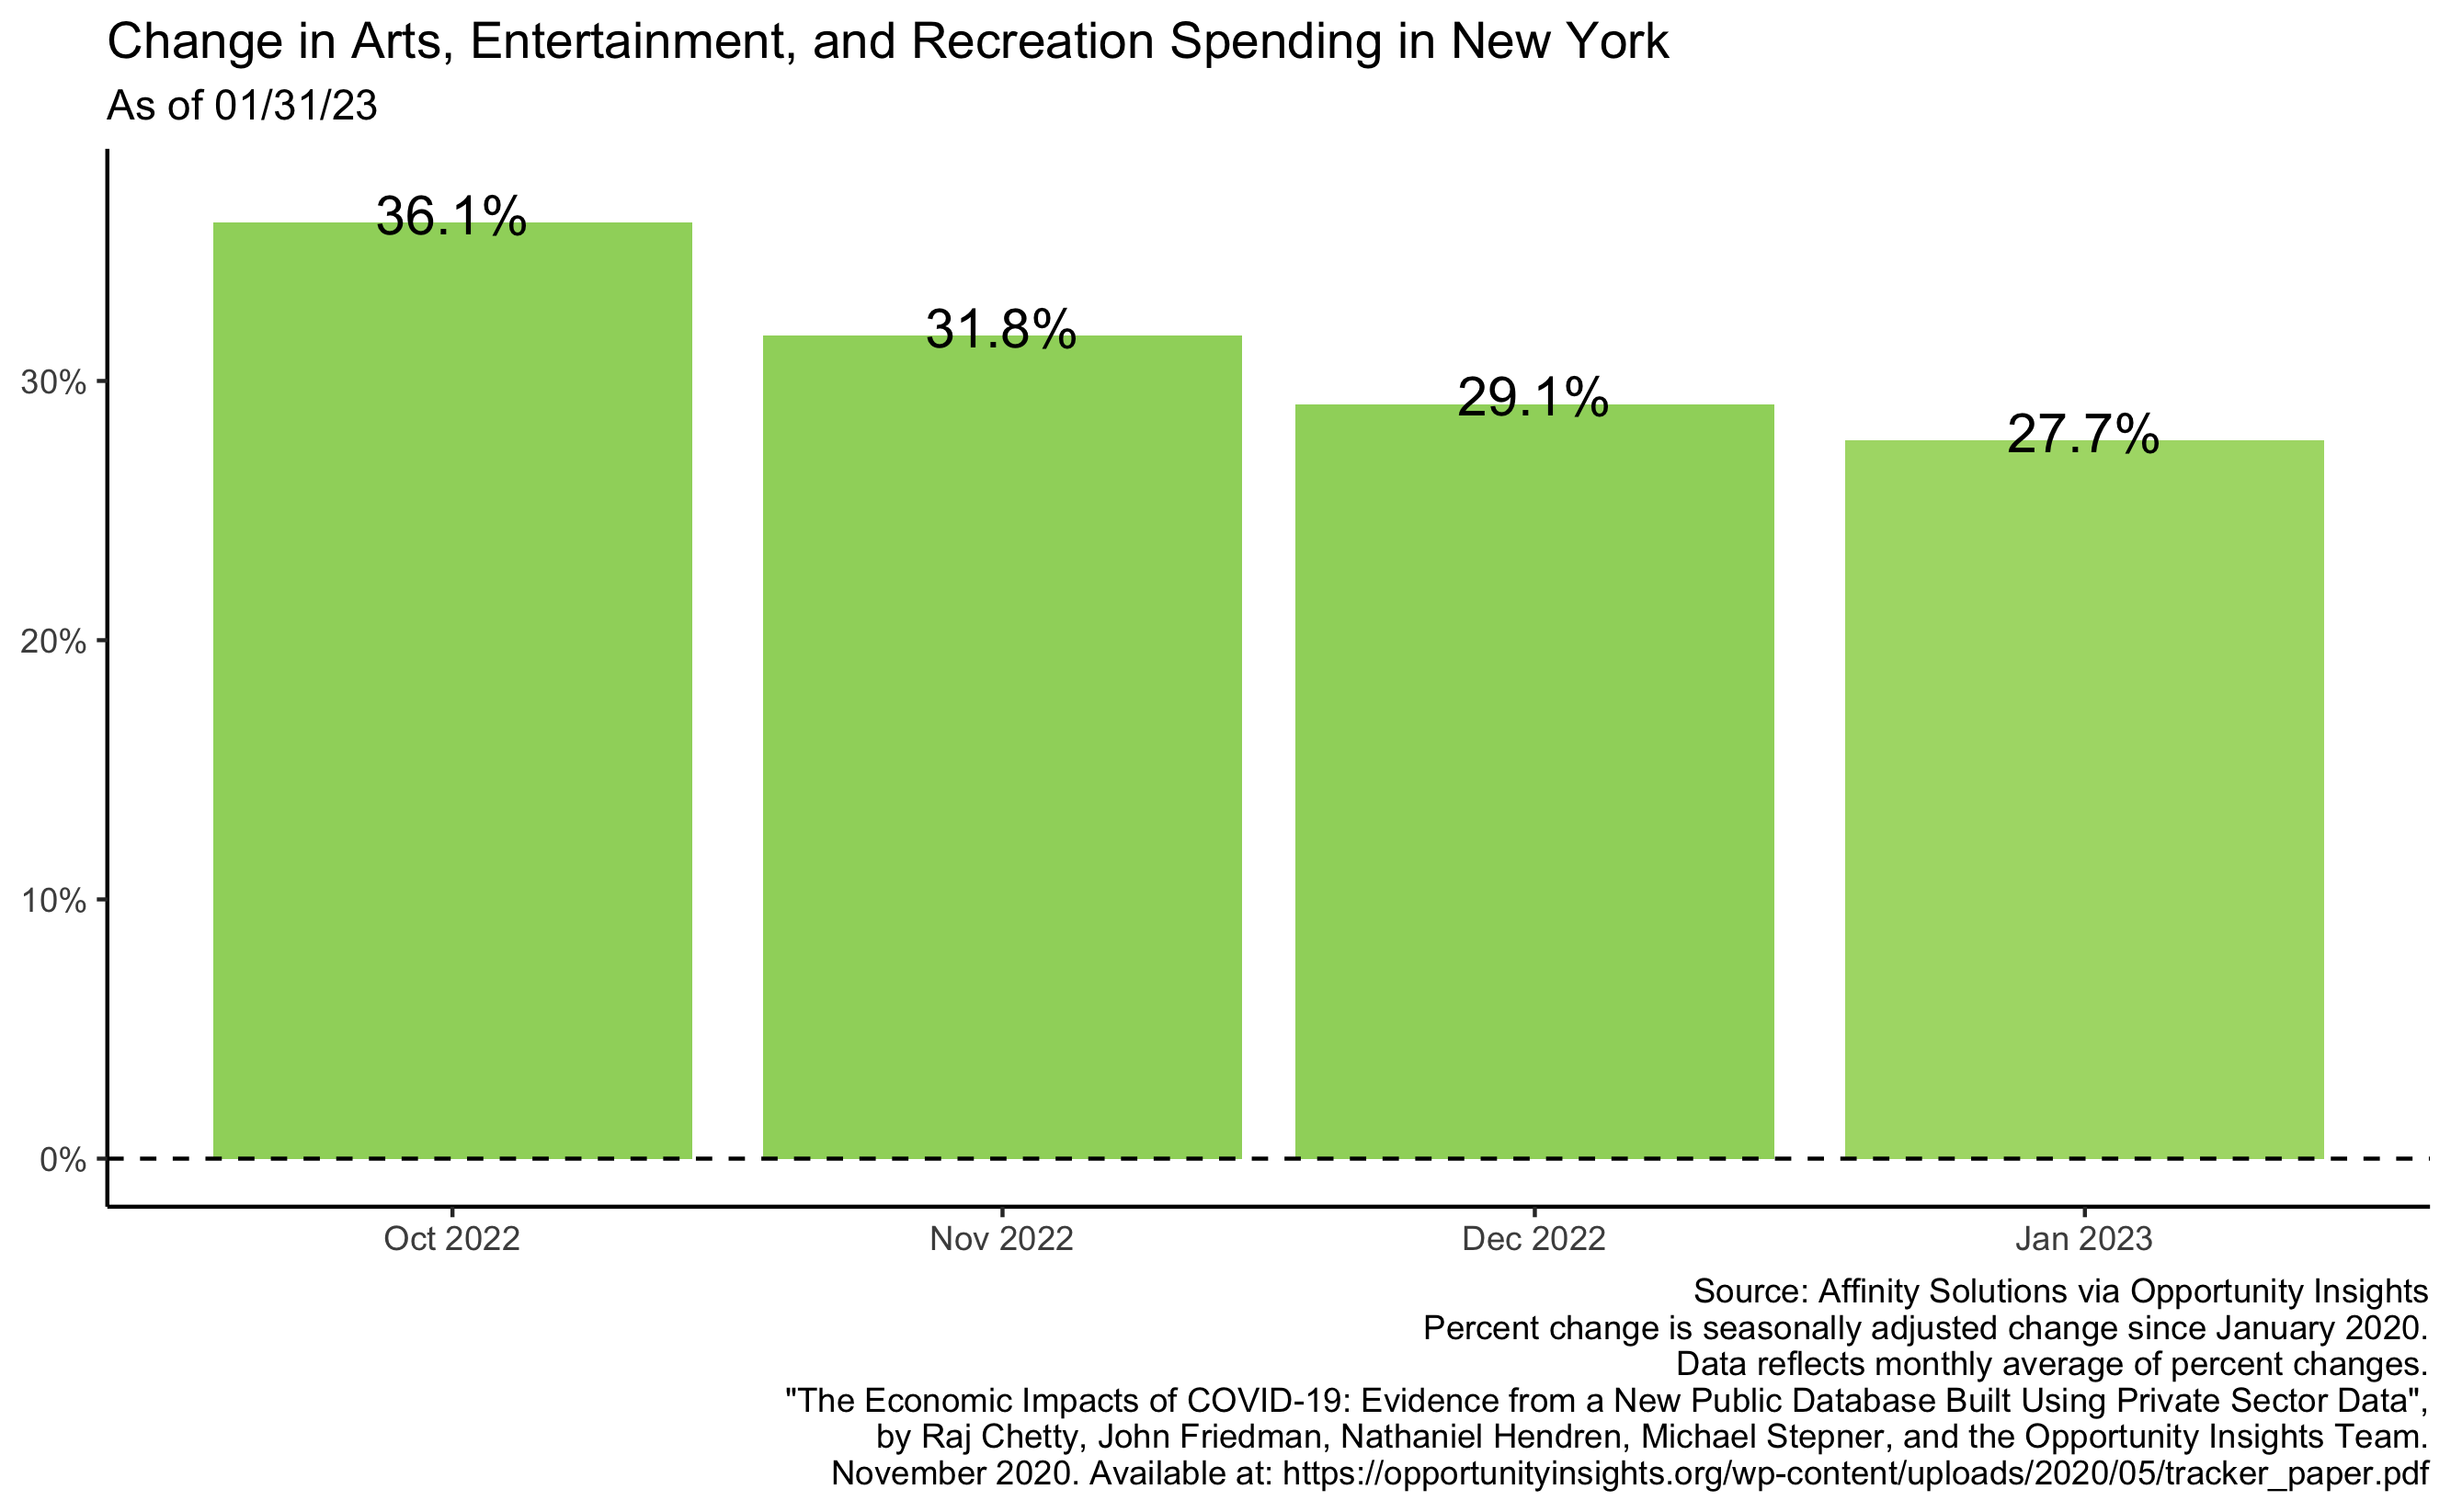 Change in Arts, Entertainment, and Recreation Spending in New York
As of 01/31/23
36.1%
31.8%
29.1%
27.7%
30%
20%
10%
0%
Oct 2022
Nov 2022
Dec 2022
Jan 2023
Source: Affinity Solutions via Opportunity Insights
Percent change is seasonally adjusted change since January 2020.
Data reflects monthly average of percent changes.
"The Economic Impacts of COVID-19: Evidence from a New Public Database Built Using Private Sector Data",
by Raj Chetty, John Friedman, Nathaniel Hendren, Michael Stepner, and the Opportunity Insights Team.
November 2020. Available at: https://opportunityinsights.org/wp-content/uploads/2020/05/tracker_paper.pdf